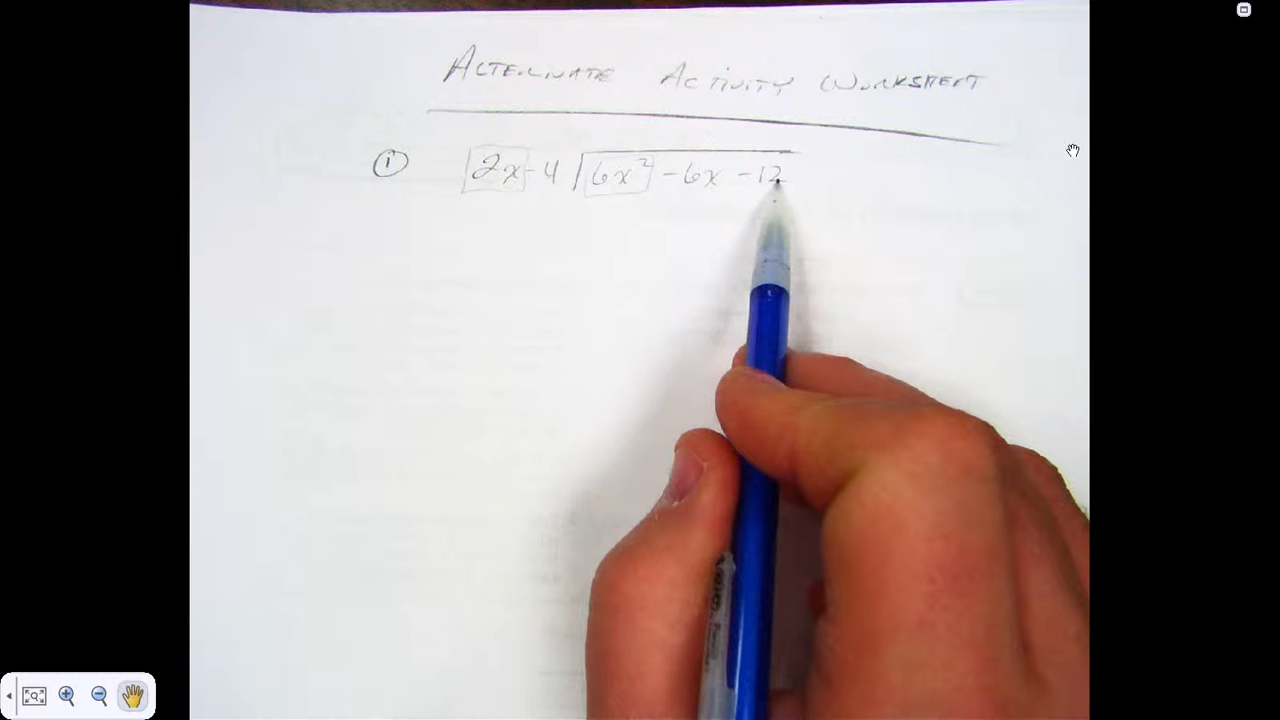 ALTERNATE ACTIVITY WORKSHEET
① 2x - 4 √6x² - 6x - 12